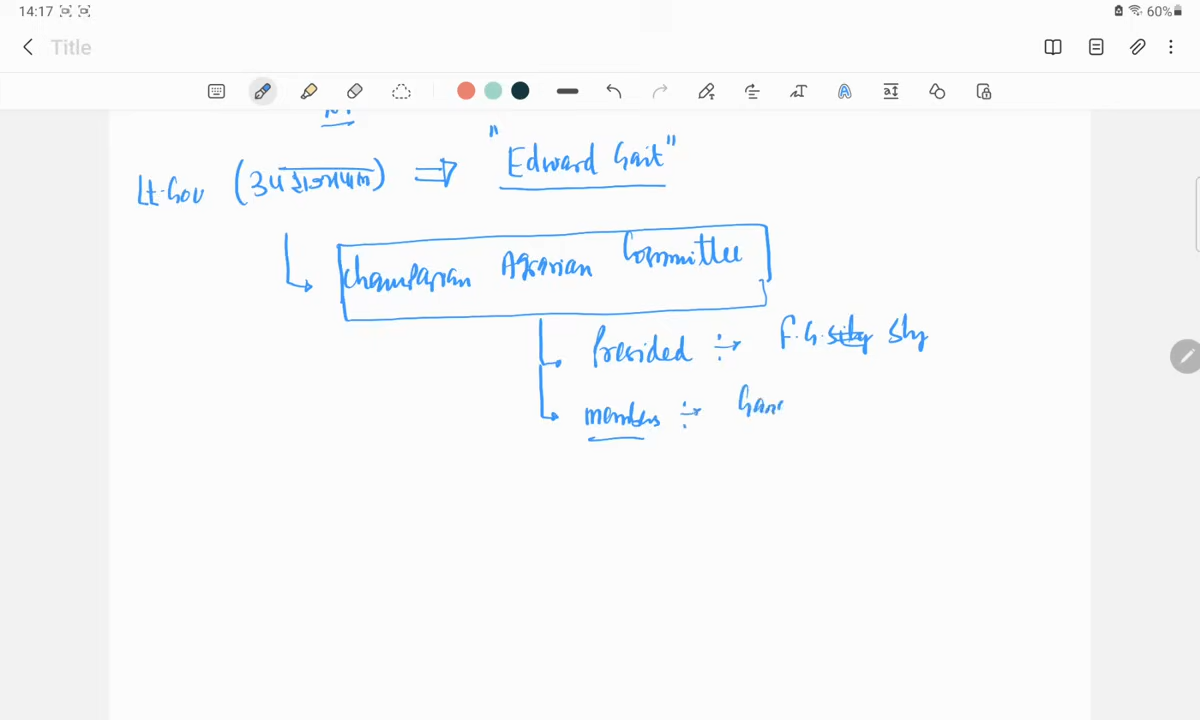 14:17 60%
Title
Lt. Gov (उपराज्यपाल) ⇒ "Edward Gait"
Champaran Agrarian Committee
Presided ÷→ F.G. Sly
members ÷→ Gan